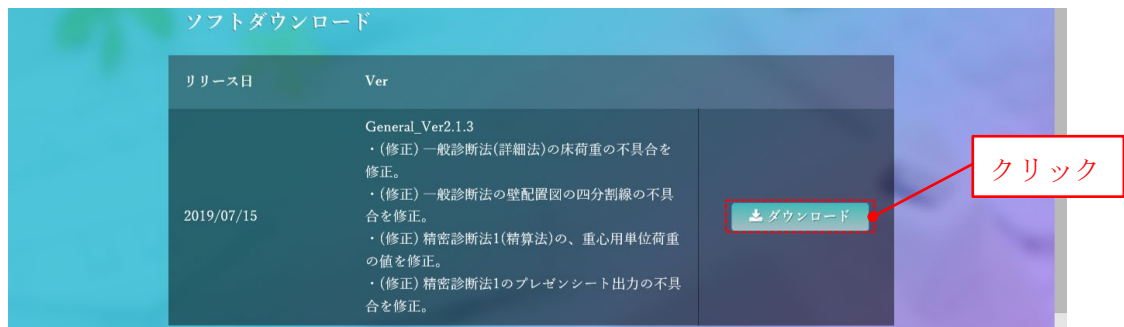 ソフトダウンロード
リリース日 Ver
General_Ver2.1.3
・(修正) 一般診断法(詳細法)の床荷重の不具合を
修正。
・(修正) 一般診断法の壁配置図の四分割線の不具
合を修正。
・(修正) 精密診断法1(精算法)の、重心用単位荷重
の値を修正。
・(修正) 精密診断法1のプレゼンシート出力の不具
合を修正。
2019/07/15
ダウンロード
クリック